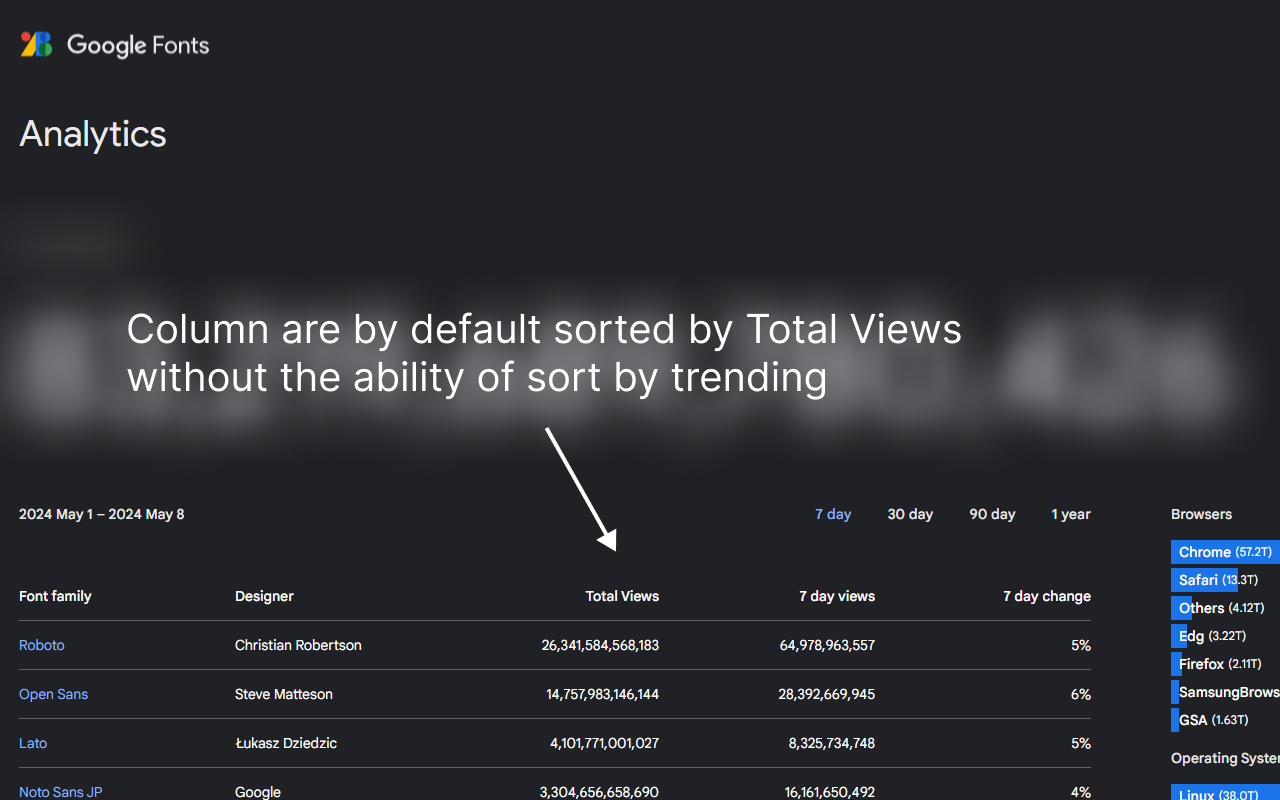 Google Fonts
Analytics
Column are by default sorted by Total Views
without the ability of sort by trending
2024 May 1 – 2024 May 8
7 day 30 day 90 day 1 year
Font family Designer Total Views 7 day views 7 day change
Roboto Christian Robertson 26,341,584,568,183 64,978,963,557 5%
Open Sans Steve Matteson 14,757,983,146,144 28,392,669,945 6%
Lato Łukasz Dziedzic 4,101,771,001,027 8,325,734,748 5%
Noto Sans JP Google 3,304,656,658,690 16,161,650,492 4%
Browsers
Chrome (57.2T)
Safari (13.3T)
Others (4.12T)
Edg (3.22T)
Firefox (2.11T)
SamsungBrows
GSA (1.63T)
Operating System
Linux (38.0T)